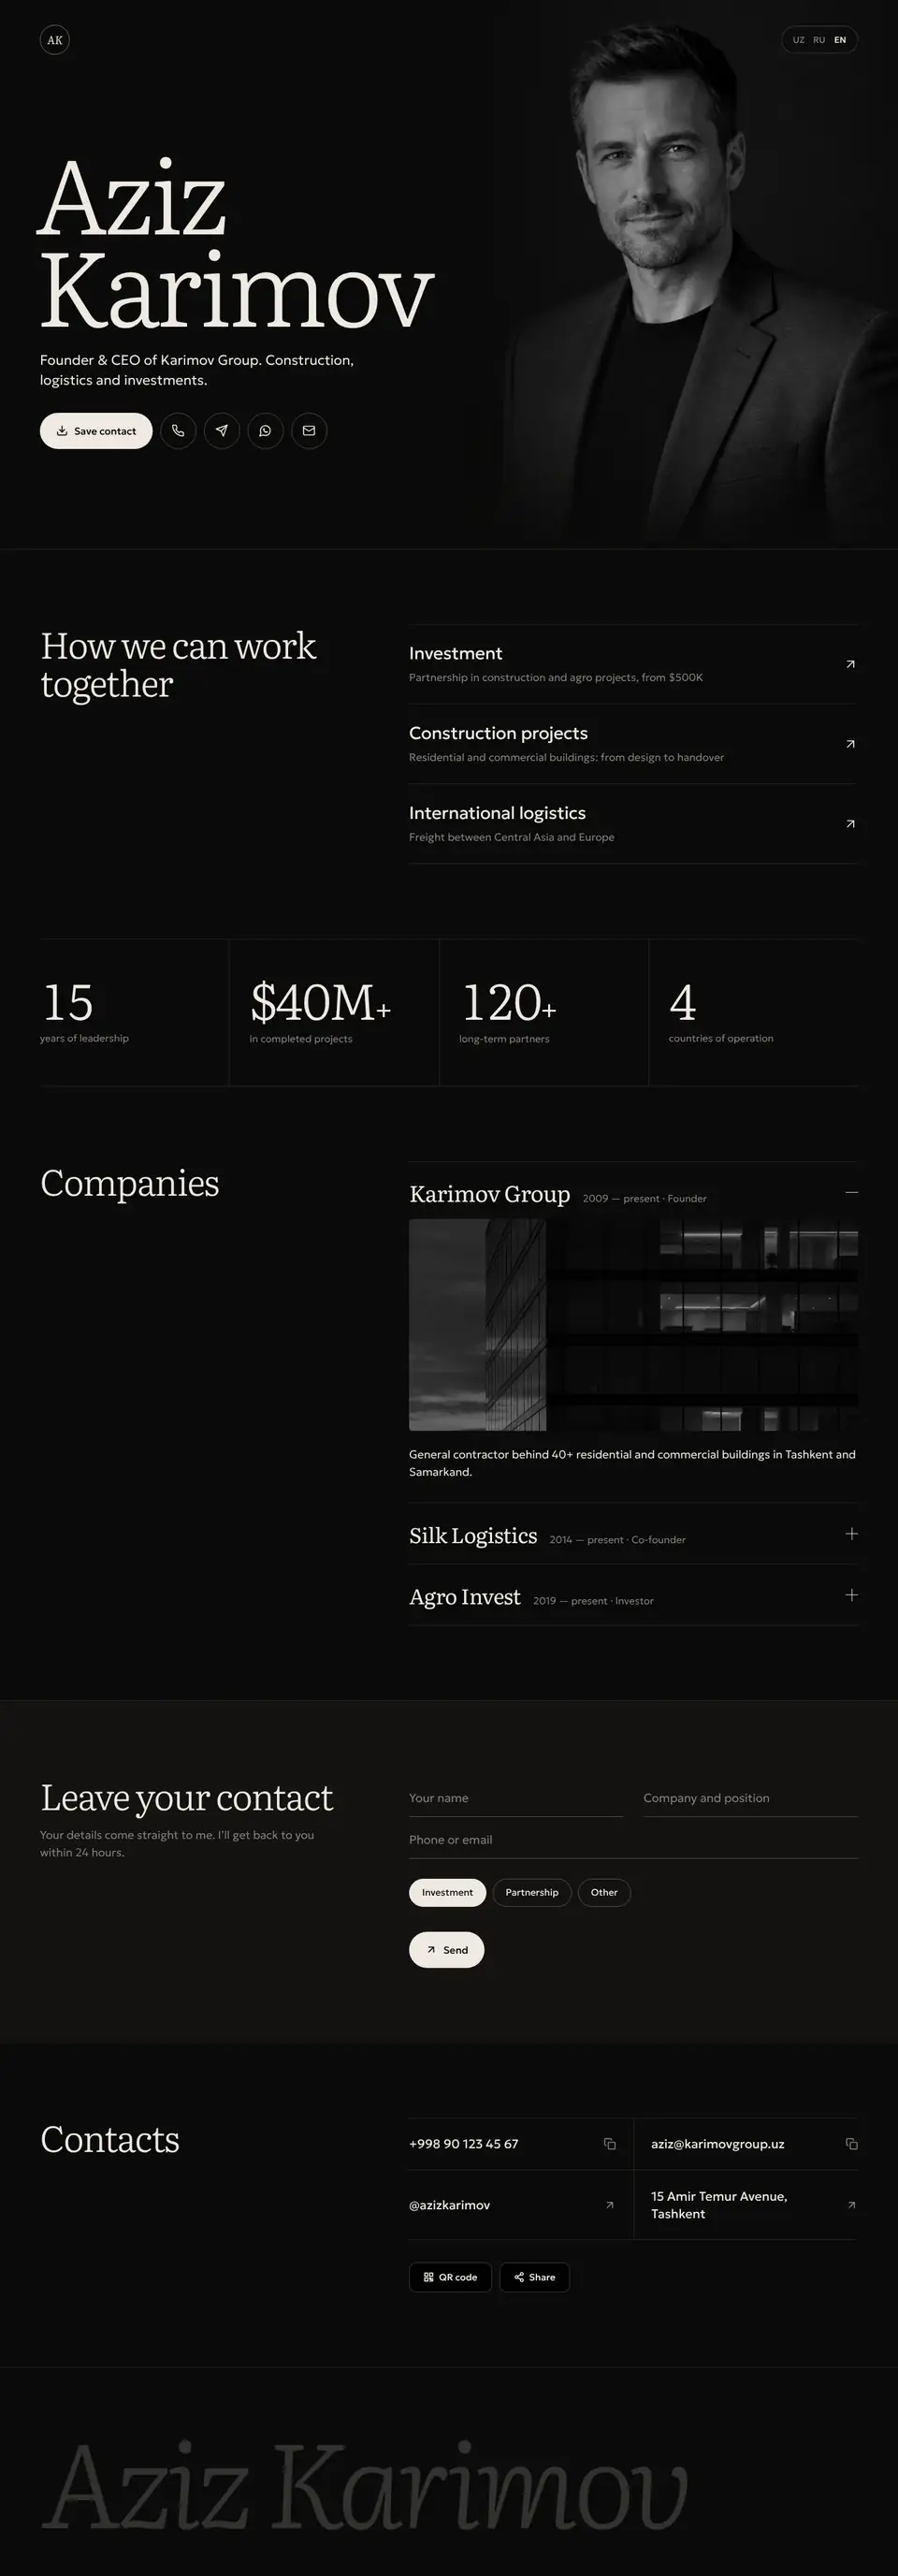 AK
UZ RU EN
Aziz
Karimov
Founder & CEO of Karimov Group. Construction,
logistics and investments.
Save contact
How we can work
together
Investment
Partnership in construction and agro projects, from $500K
Construction projects
Residential and commercial buildings: from design to handover
International logistics
Freight between Central Asia and Europe
15
years of leadership
$40M+
in completed projects
120+
long-term partners
4
countries of operation
Companies
Karimov Group 2009 — present · Founder
General contractor behind 40+ residential and commercial buildings in Tashkent and
Samarkand.
Silk Logistics 2014 — present · Co-founder
Agro Invest 2019 — present · Investor
Leave your contact
Your details come straight to me. I'll get back to you
within 24 hours.
Your name
Company and position
Phone or email
Investment Partnership Other
Send
Contacts
+998 90 123 45 67
aziz@karimovgroup.uz
@azizkarimov
15 Amir Temur Avenue,
Tashkent
QR code Share
Aziz Karimov